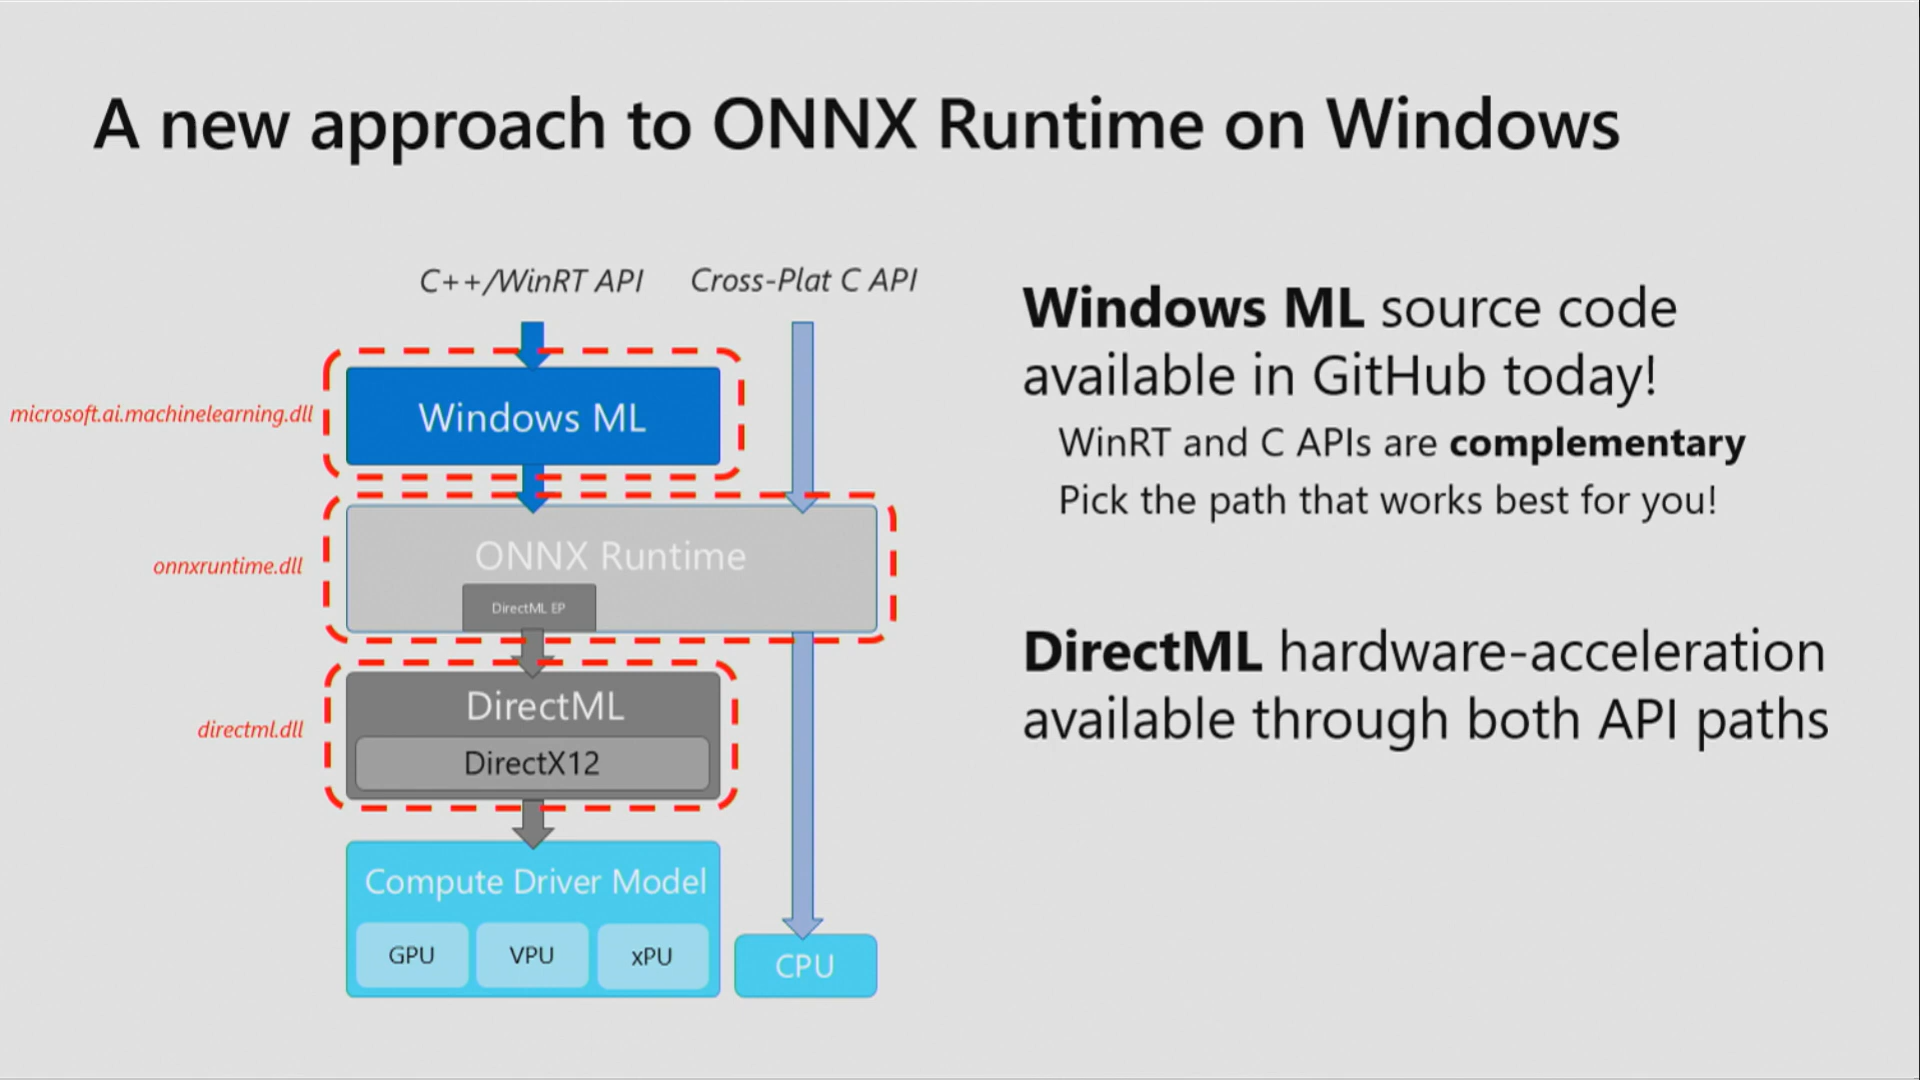 A new approach to ONNX Runtime on Windows
C++/WinRT API
Cross-Plat C API
microsoft.ai.machinelearning.dll
Windows ML
onnxruntime.dll
ONNX Runtime
DirectML EP
directml.dll
DirectML
DirectX12
Compute Driver Model
GPU
VPU
xPU
CPU
Windows ML source code
available in GitHub today!
WinRT and C APIs are complementary
Pick the path that works best for you!
DirectML hardware-acceleration
available through both API paths